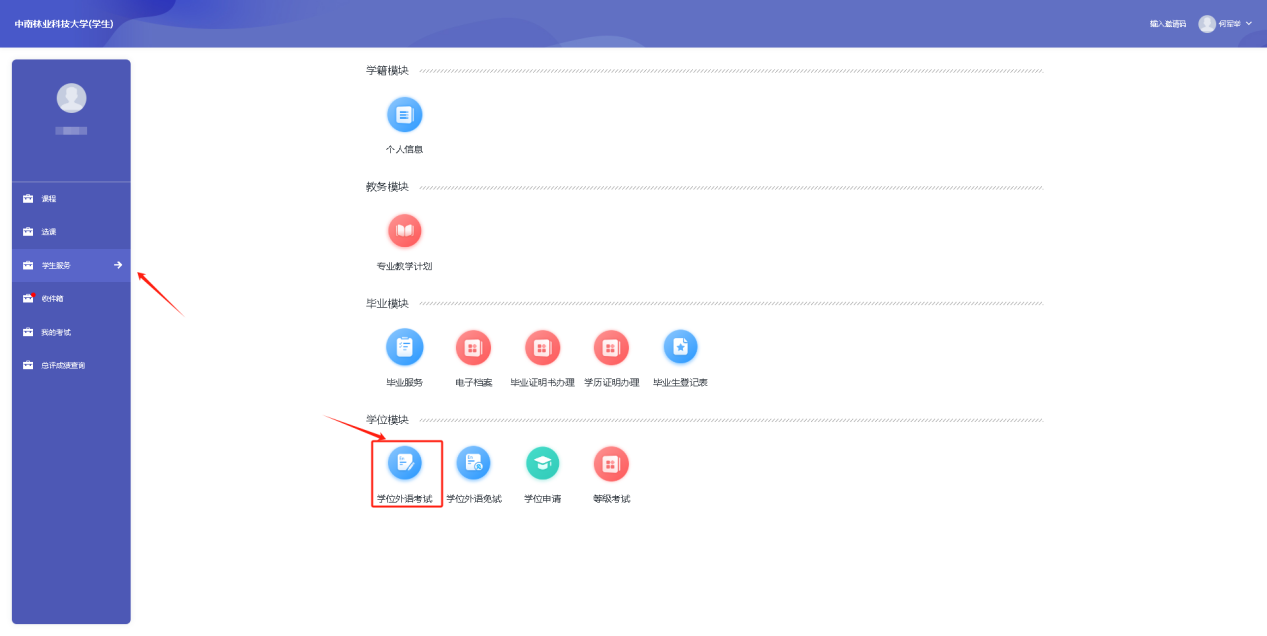 中南林业科技大学(学生)
输入邀请码
课程
选课
学生服务
收件箱
我的考试
总评成绩查询
学籍模块
个人信息
教务模块
专业教学计划
毕业模块
毕业服务 电子档案 毕业证明书办理 学历证明办理 毕业生登记表
学位模块
学位外语考试 学位外语免试 学位申请 等级考试